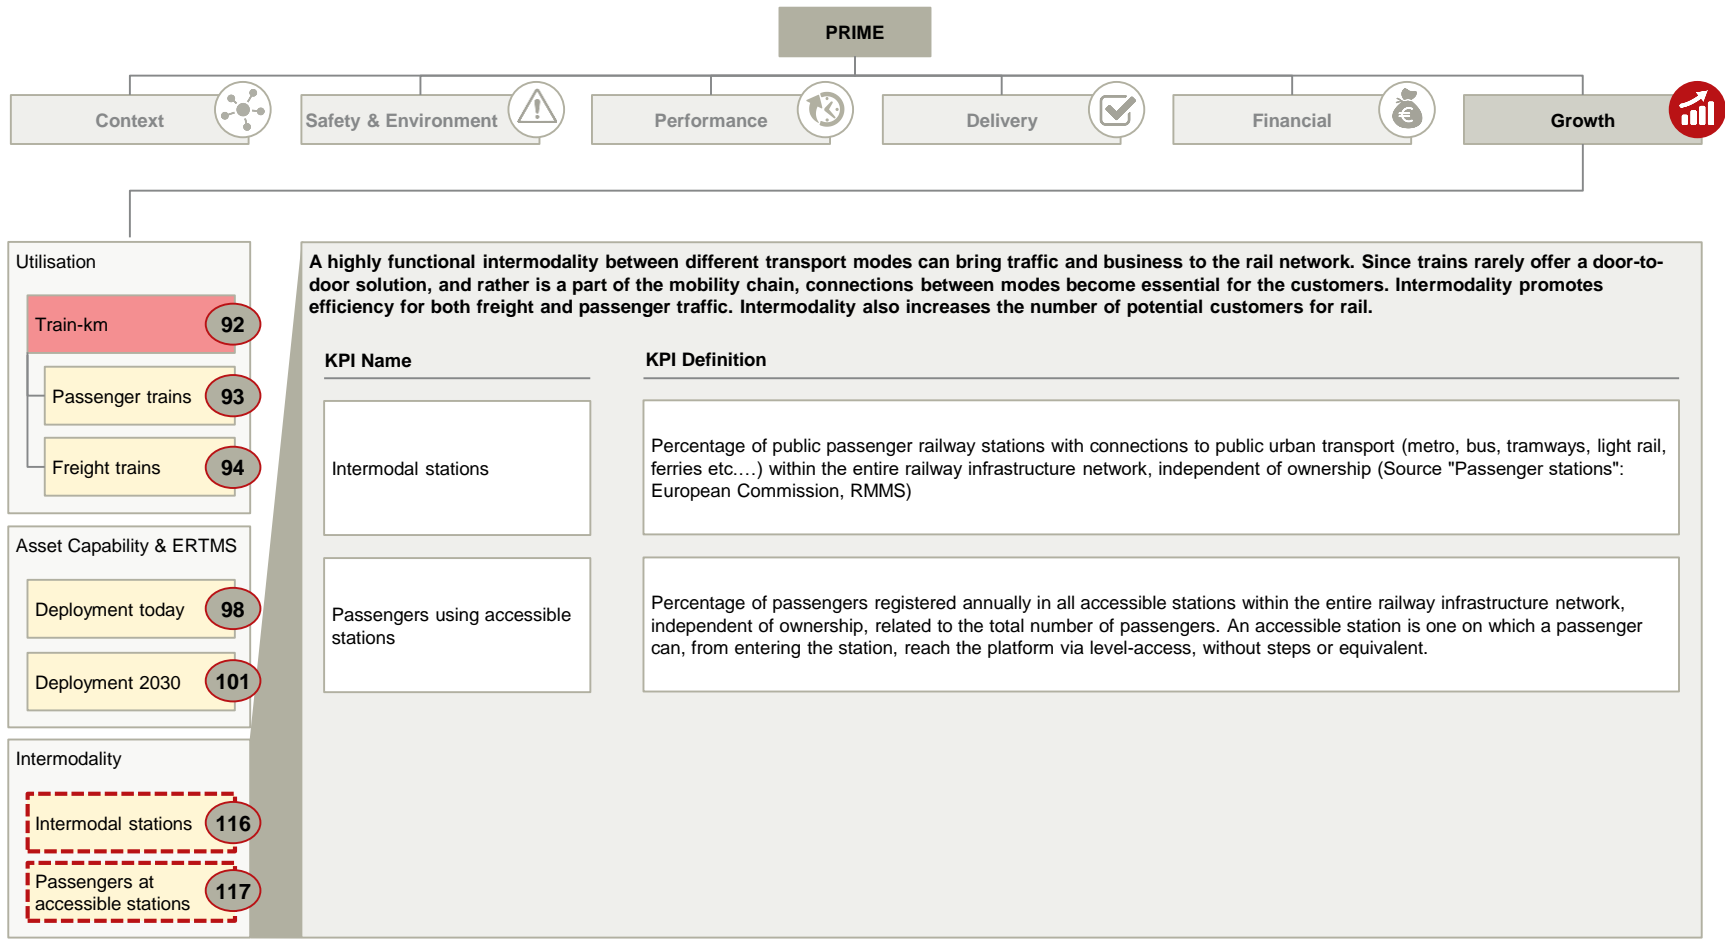 PRIME
Context
Safety & Environment
Performance
Delivery
Financial
€
Growth
Utilisation
Train-km
92
Passenger trains
93
Freight trains
94
Asset Capability & ERTMS
Deployment today
98
Deployment 2030
101
Intermodality
Intermodal stations
116
Passengers at
accessible stations
117
A highly functional intermodality between different transport modes can bring traffic and business to the rail network. Since trains rarely offer a door-to-
door solution, and rather is a part of the mobility chain, connections between modes become essential for the customers. Intermodality promotes
efficiency for both freight and passenger traffic. Intermodality also increases the number of potential customers for rail.
KPI Name
KPI Definition
Intermodal stations
Percentage of public passenger railway stations with connections to public urban transport (metro, bus, tramways, light rail,
ferries etc.…) within the entire railway infrastructure network, independent of ownership (Source "Passenger stations":
European Commission, RMMS)
Passengers using accessible
stations
Percentage of passengers registered annually in all accessible stations within the entire railway infrastructure network,
independent of ownership, related to the total number of passengers. An accessible station is one on which a passenger
can, from entering the station, reach the platform via level-access, without steps or equivalent.